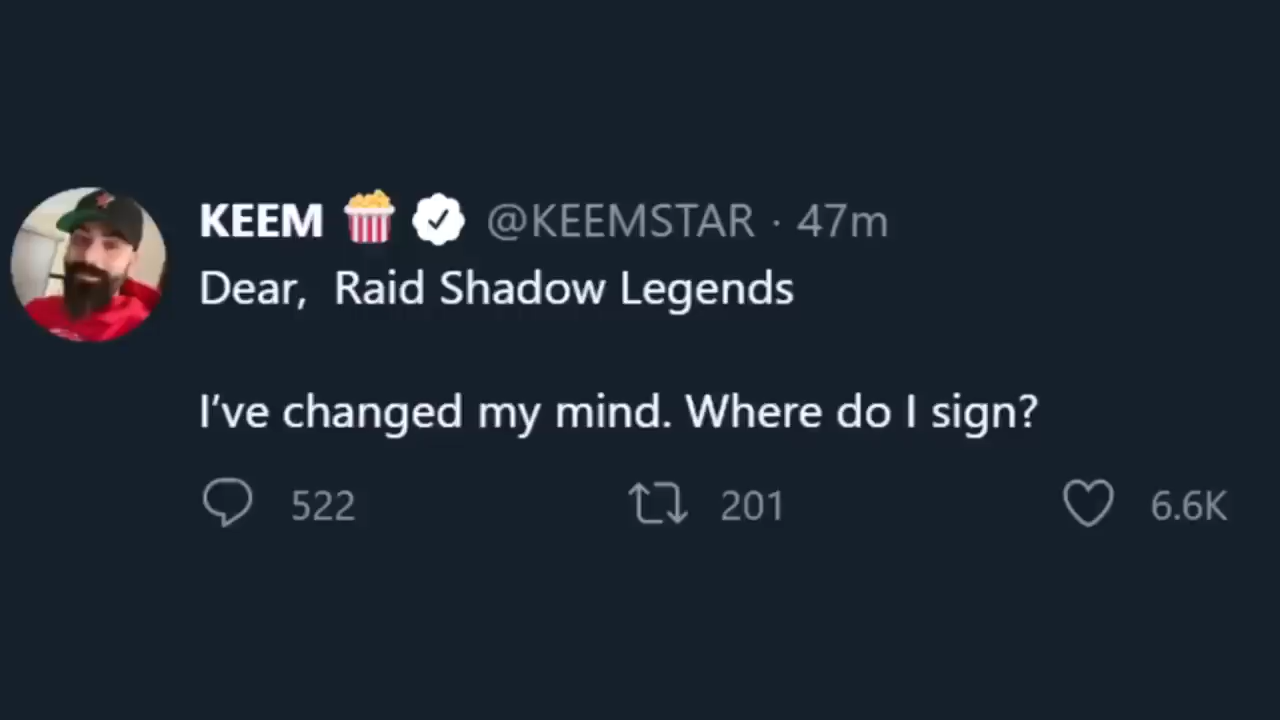 KEEM 🍿 @KEEMSTAR · 47m
Dear,  Raid Shadow Legends
I’ve changed my mind. Where do I sign?
522 201 6.6K